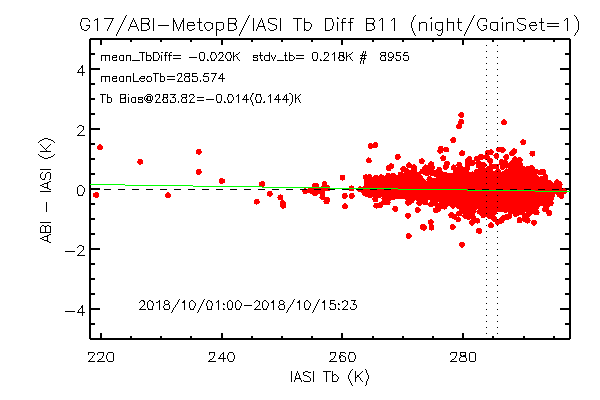 G17/ABI-MetopB/IASI Tb Diff B11 (night/GainSet=1)
mean_TbDiff= -0.020K stdv_tb= 0.218K # 8955
meanLeoTb=285.574
Tb Bias@283.82=-0.014(0.144)K
4
2
0
-2
-4
ABI - IASI (K)
2018/10/01:00-2018/10/15:23
220 240 260 280
IASI Tb (K)